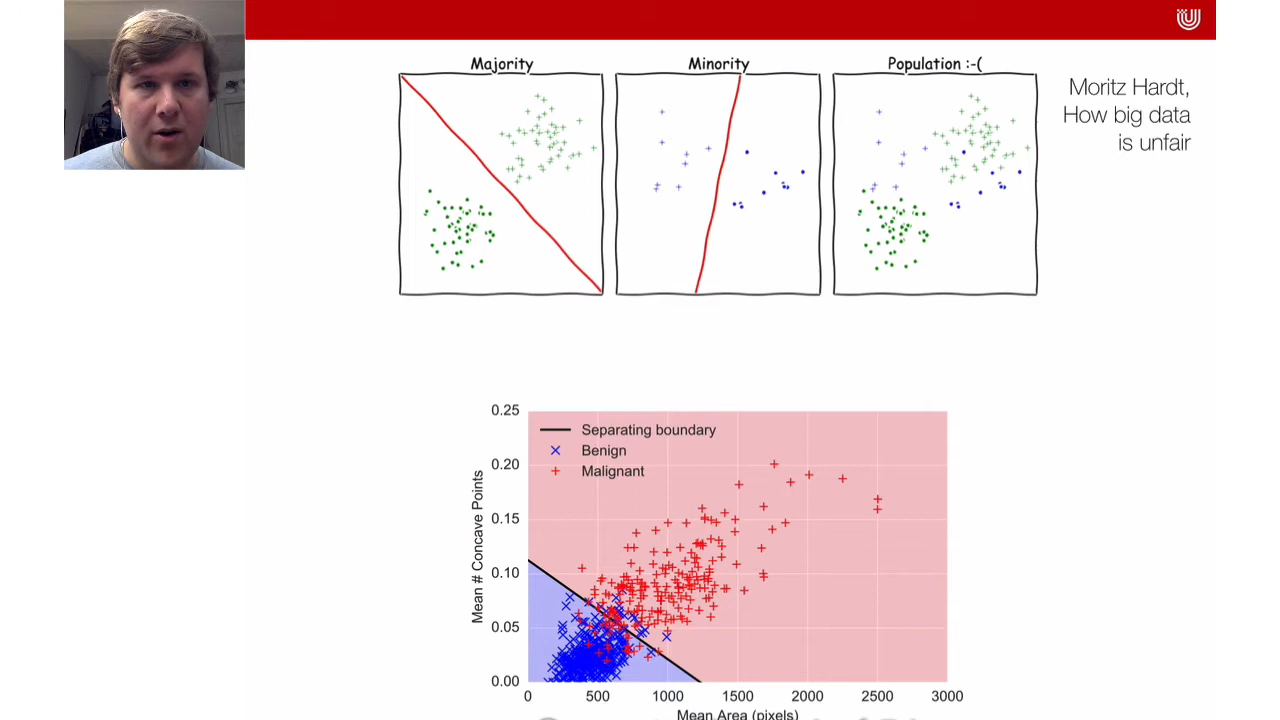 Majority
Minority
Population :-(
Moritz Hardt,
How big data
is unfair
0.25
0.20
0.15
0.10
0.05
0.00
Mean # Concave Points
Separating boundary
Benign
Malignant
0
500
1000
1500
2000
2500
3000
Mean Area (pixels)